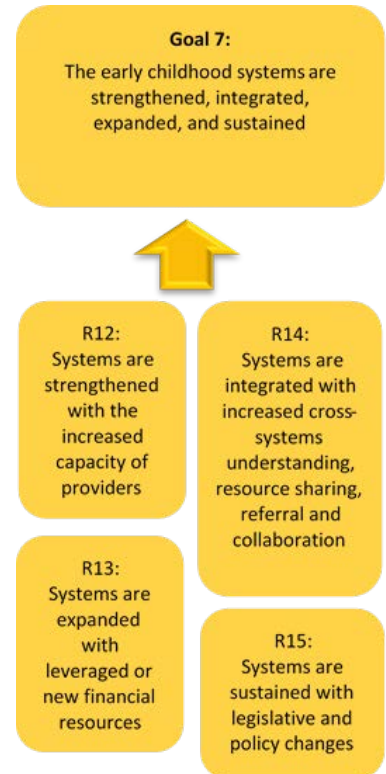 Goal 7:
The early childhood systems are
strengthened, integrated,
expanded, and sustained
R12:
Systems are
strengthened
with the
increased
capacity of
providers
R13:
Systems are
expanded
with
leveraged or
new financial
resources
R14:
Systems are
integrated with
increased cross-
systems
understanding,
resource sharing,
referral and
collaboration
R15:
Systems are
sustained with
legislative and
policy changes